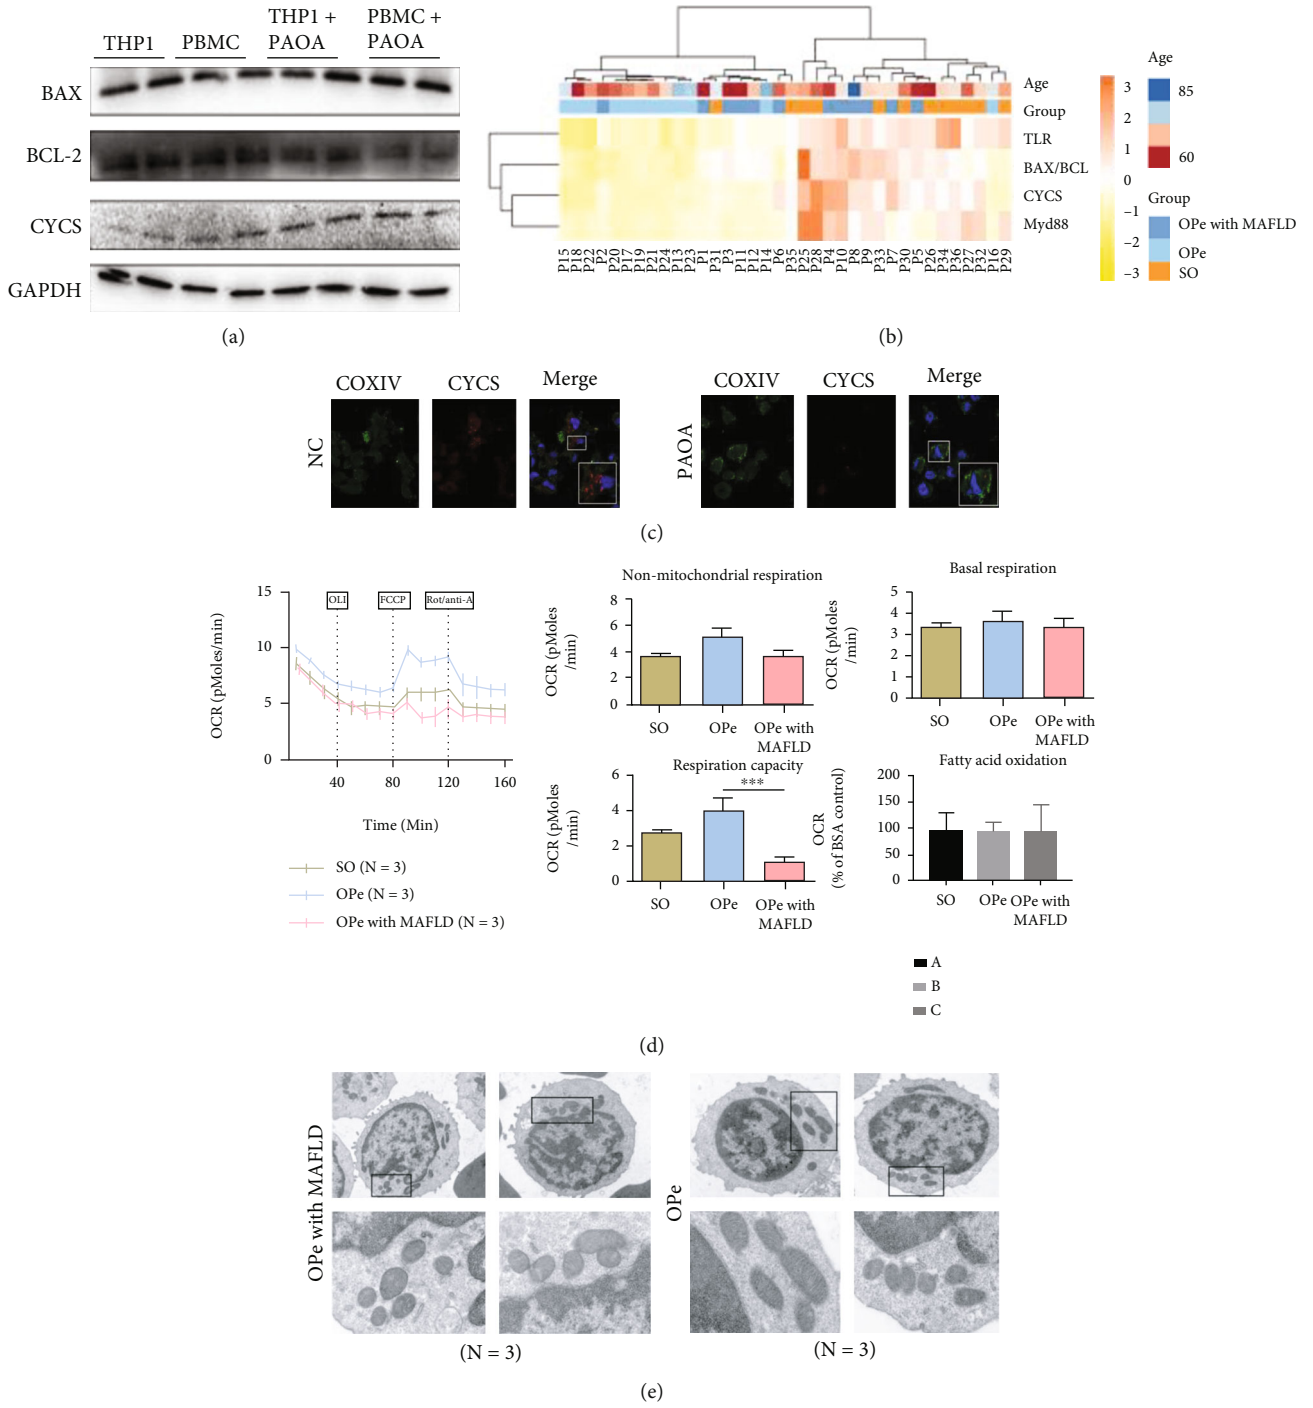 THP1 PBMC THP1 + PAOA PBMC + PAOA
BAX
BCL-2
CYCS
GAPDH
(a)
Age
Group
TLR
BAX/BCL
CYCS
Myd88
P15 P18 P22 P2 P20 P17 P19 P21 P24 P13 P23 P1 P31 P3 P11 P12 P14 P6 P35 P25 P28 P4 P10 P8 P9 P33 P7 P30 P5 P26 P34 P36 P27 P32 P16 P29
3
2
1
0
−1
−2
−3
Age
85
60
Group
OPe with MAFLD
OPe
SO
(b)
NC
COXIV CYCS Merge
PAOA
COXIV CYCS Merge
(c)
OCR (pMoles/min)
15
10
5
0
OLI FCCP Rot/anti-A
40 80 120 160
Time (Min)
SO (N = 3)
OPe (N = 3)
OPe with MAFLD (N = 3)
Non-mitochondrial respiration
OCR (pMoles
/min)
8
6
4
2
0
SO OPe OPe with
MAFLD
Basal respiration
OCR (pMoles
/min)
5
4
3
2
1
0
SO OPe OPe with
MAFLD
Respiration capacity
OCR (pMoles
/min)
6
4
2
0
***
SO OPe OPe with
MAFLD
Fatty acid oxidation
OCR
(% of BSA control)
200
150
100
50
0
SO OPe OPe with
MAFLD
A
B
C
(d)
OPe with MAFLD
(N = 3)
OPe
(N = 3)
(e)